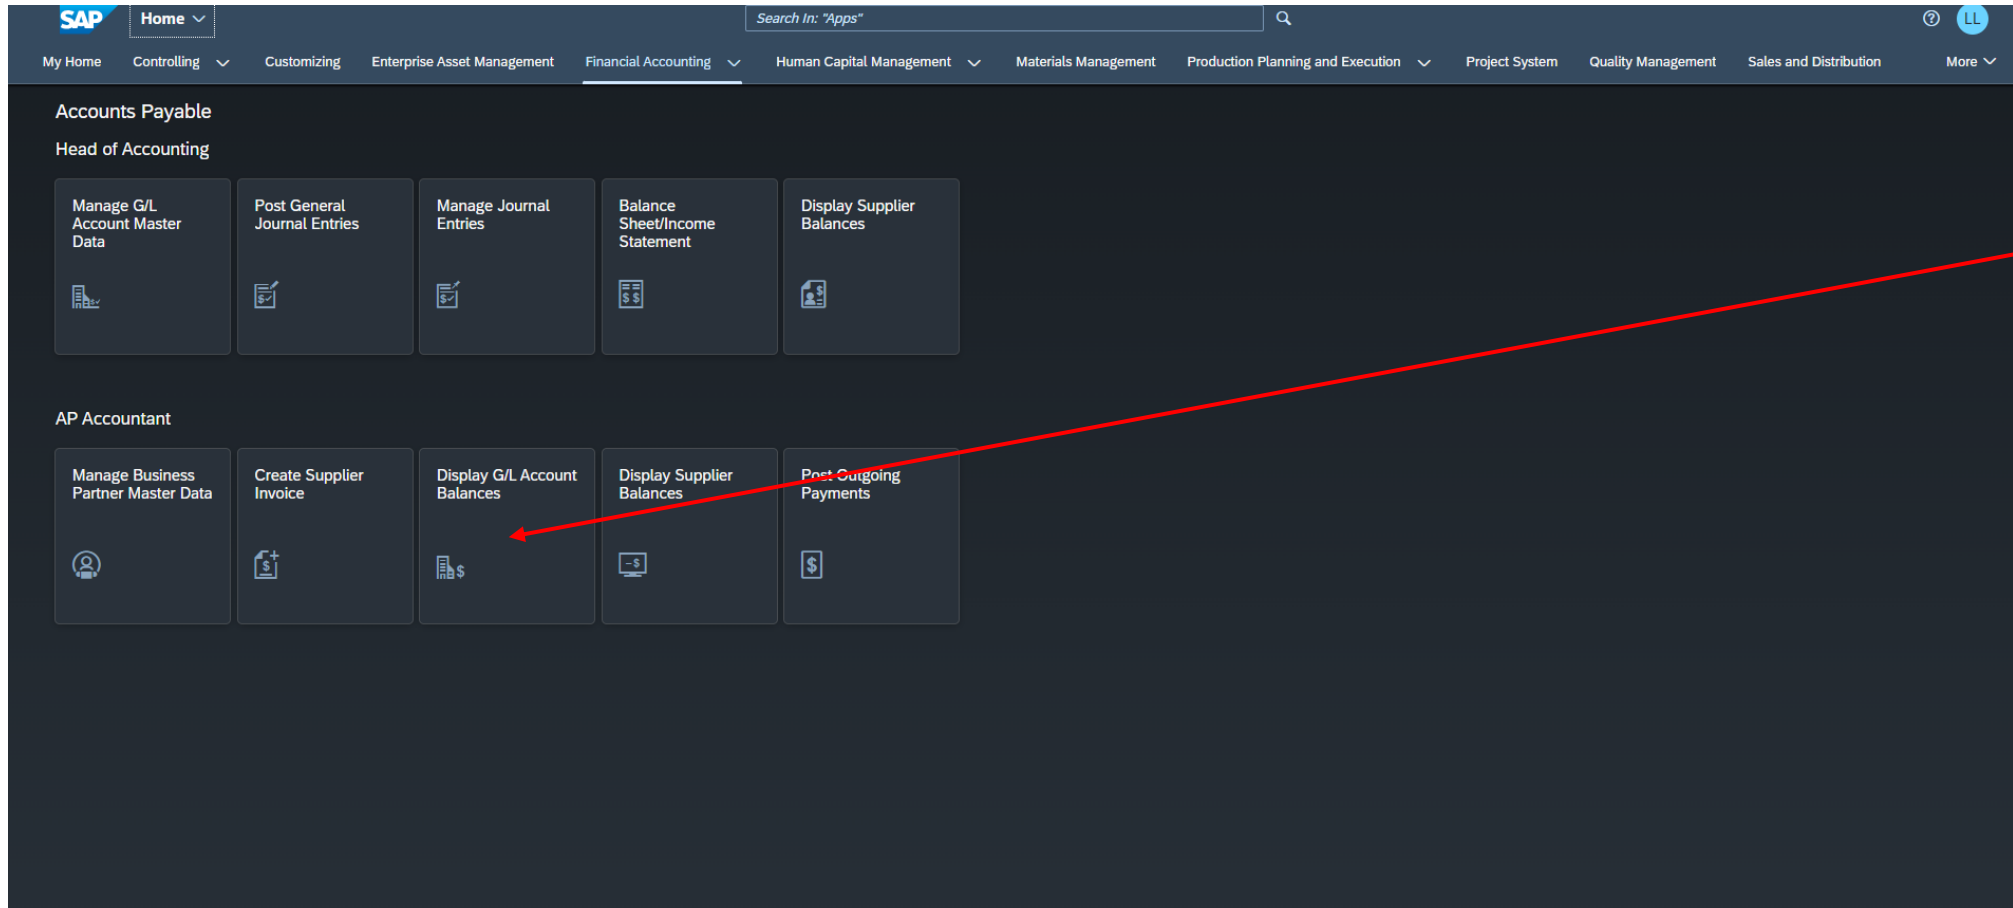 SAP Home
Search In: "Apps"
? LL
My Home Controlling Customizing Enterprise Asset Management Financial Accounting Human Capital Management Materials Management Production Planning and Execution Project System Quality Management Sales and Distribution More
Accounts Payable
Head of Accounting
Manage G/L
Account Master
Data
Post General
Journal Entries
Manage Journal
Entries
Balance
Sheet/Income
Statement
Display Supplier
Balances
AP Accountant
Manage Business
Partner Master Data
Create Supplier
Invoice
Display G/L Account
Balances
Display Supplier
Balances
Post Outgoing
Payments